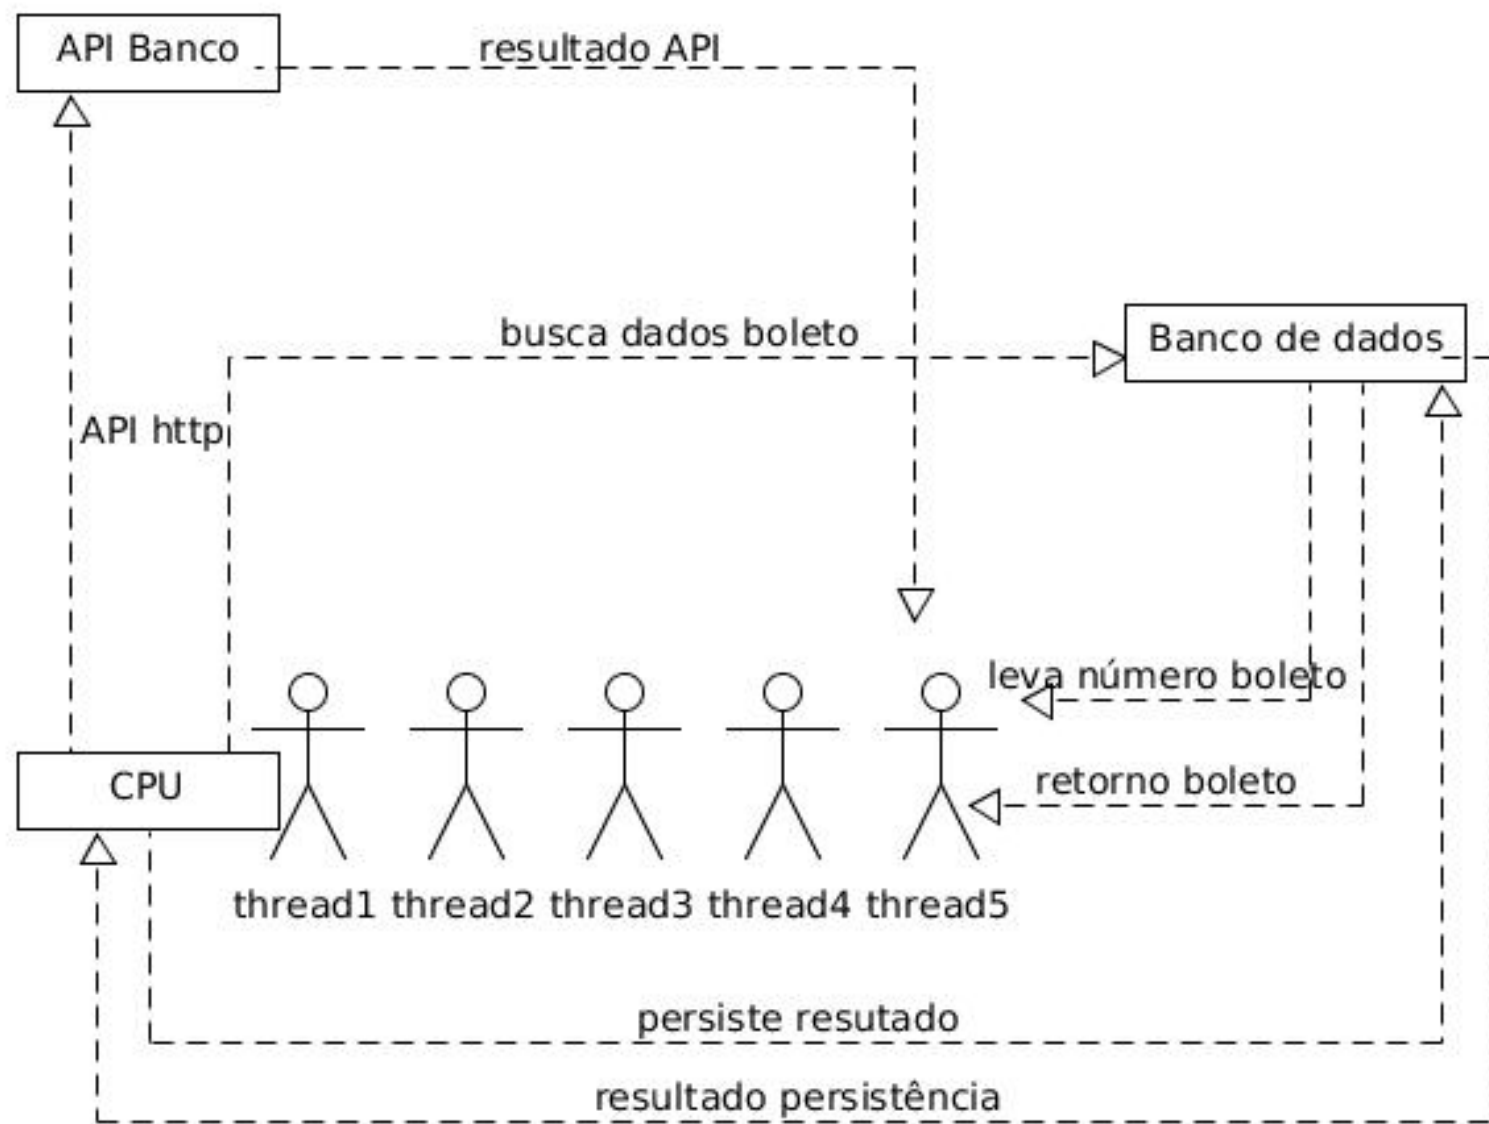 API Banco
resultado API
busca dados boleto
Banco de dados
API http
leva número boleto
retorno boleto
CPU
thread1 thread2 thread3 thread4 thread5
persiste resutado
resultado persistência